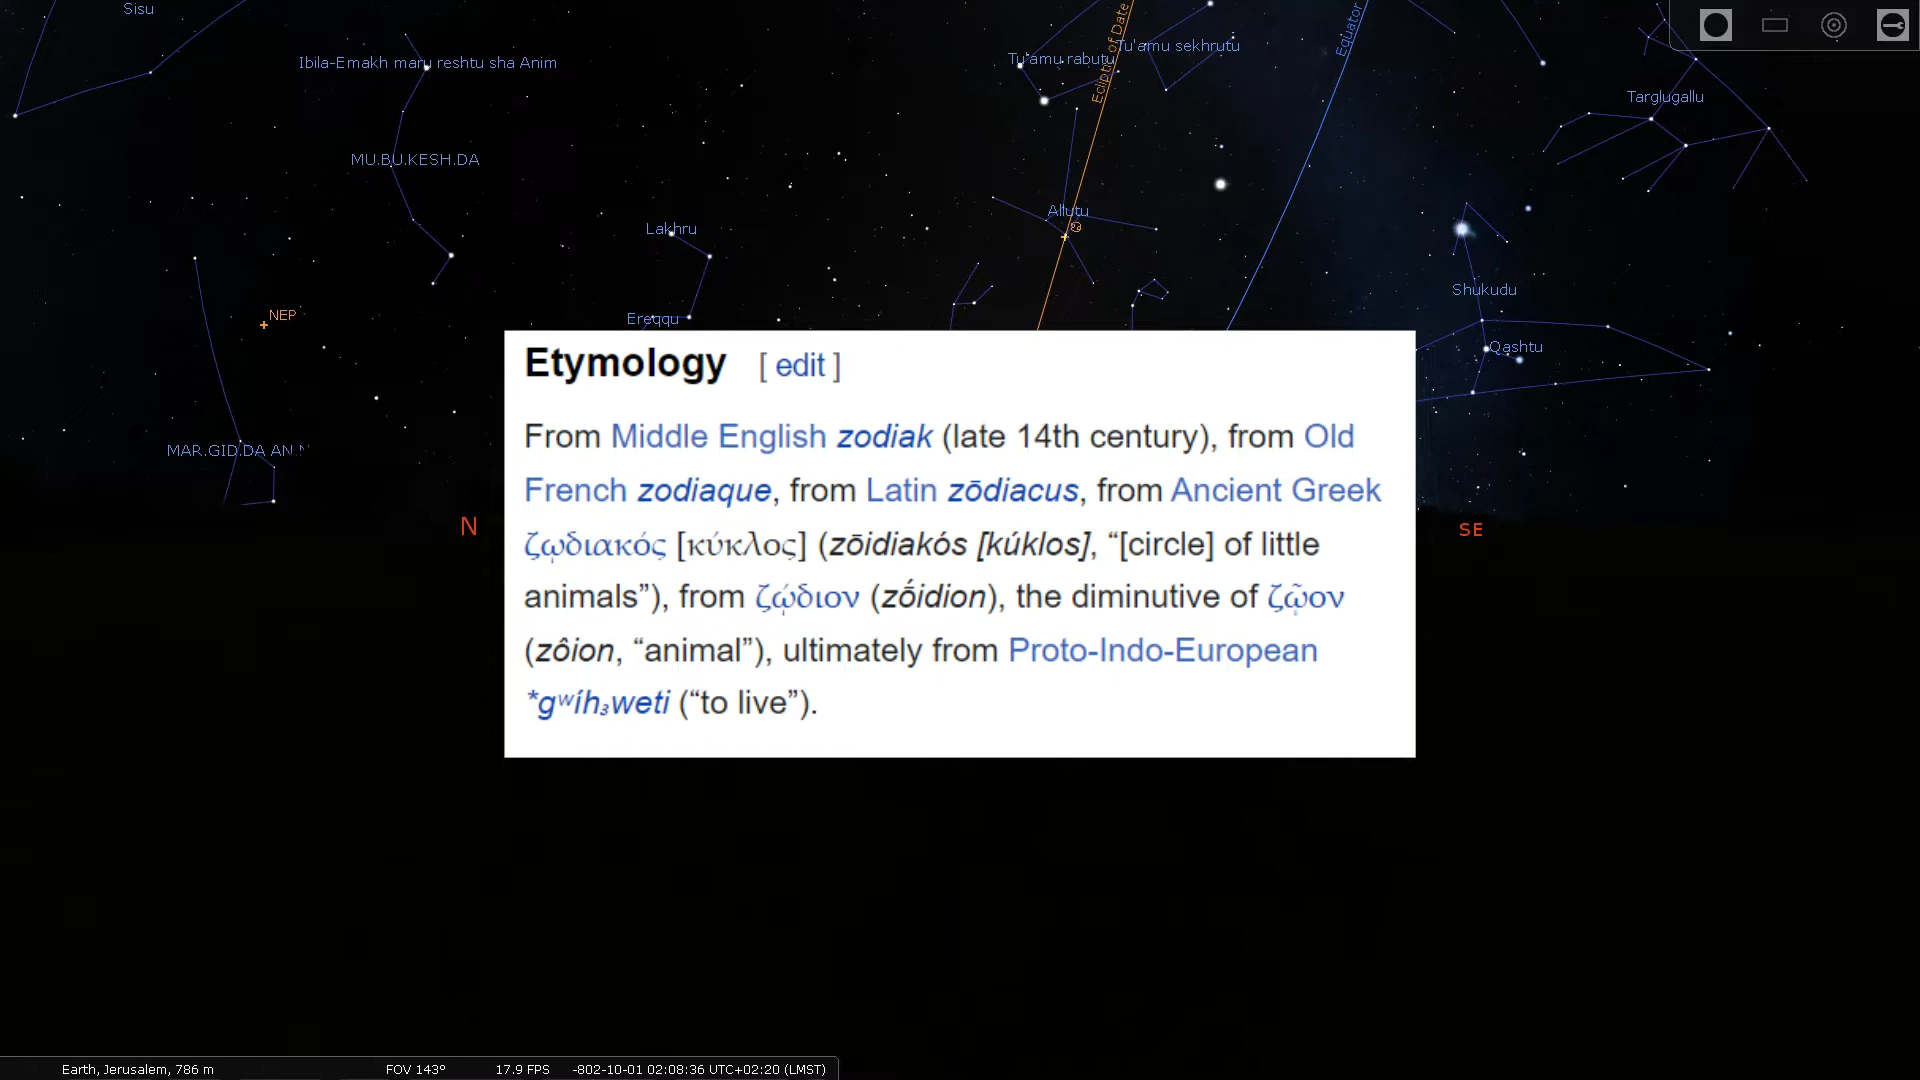 Sisu
Ibila-Emakh maru reshtu sha Anim
Tu'amu rabutu
Tu'amu sekhrutu
Ecliptic of Date
Equator
Targlugallu
MU.BU.KESH.DA
Allutu
Lakhru
Shukudu
NEP
Ereqqu
Qashtu
MAR.GID.DA AN.N
N
SE
Etymology [ edit ]
From Middle English zodiak (late 14th century), from Old
French zodiaque, from Latin zōdiacus, from Ancient Greek
ζῳδιακός [κύκλος] (zōidiakós [kúklos], “[circle] of little
animals”), from ζῴδιον (zṓidion), the diminutive of ζῷον
(zôion, “animal”), ultimately from Proto-Indo-European
*gʷíh₃weti (“to live”).
Earth, Jerusalem, 786 m FOV 143° 17.9 FPS -802-10-01 02:08:36 UTC+02:20 (LMST)